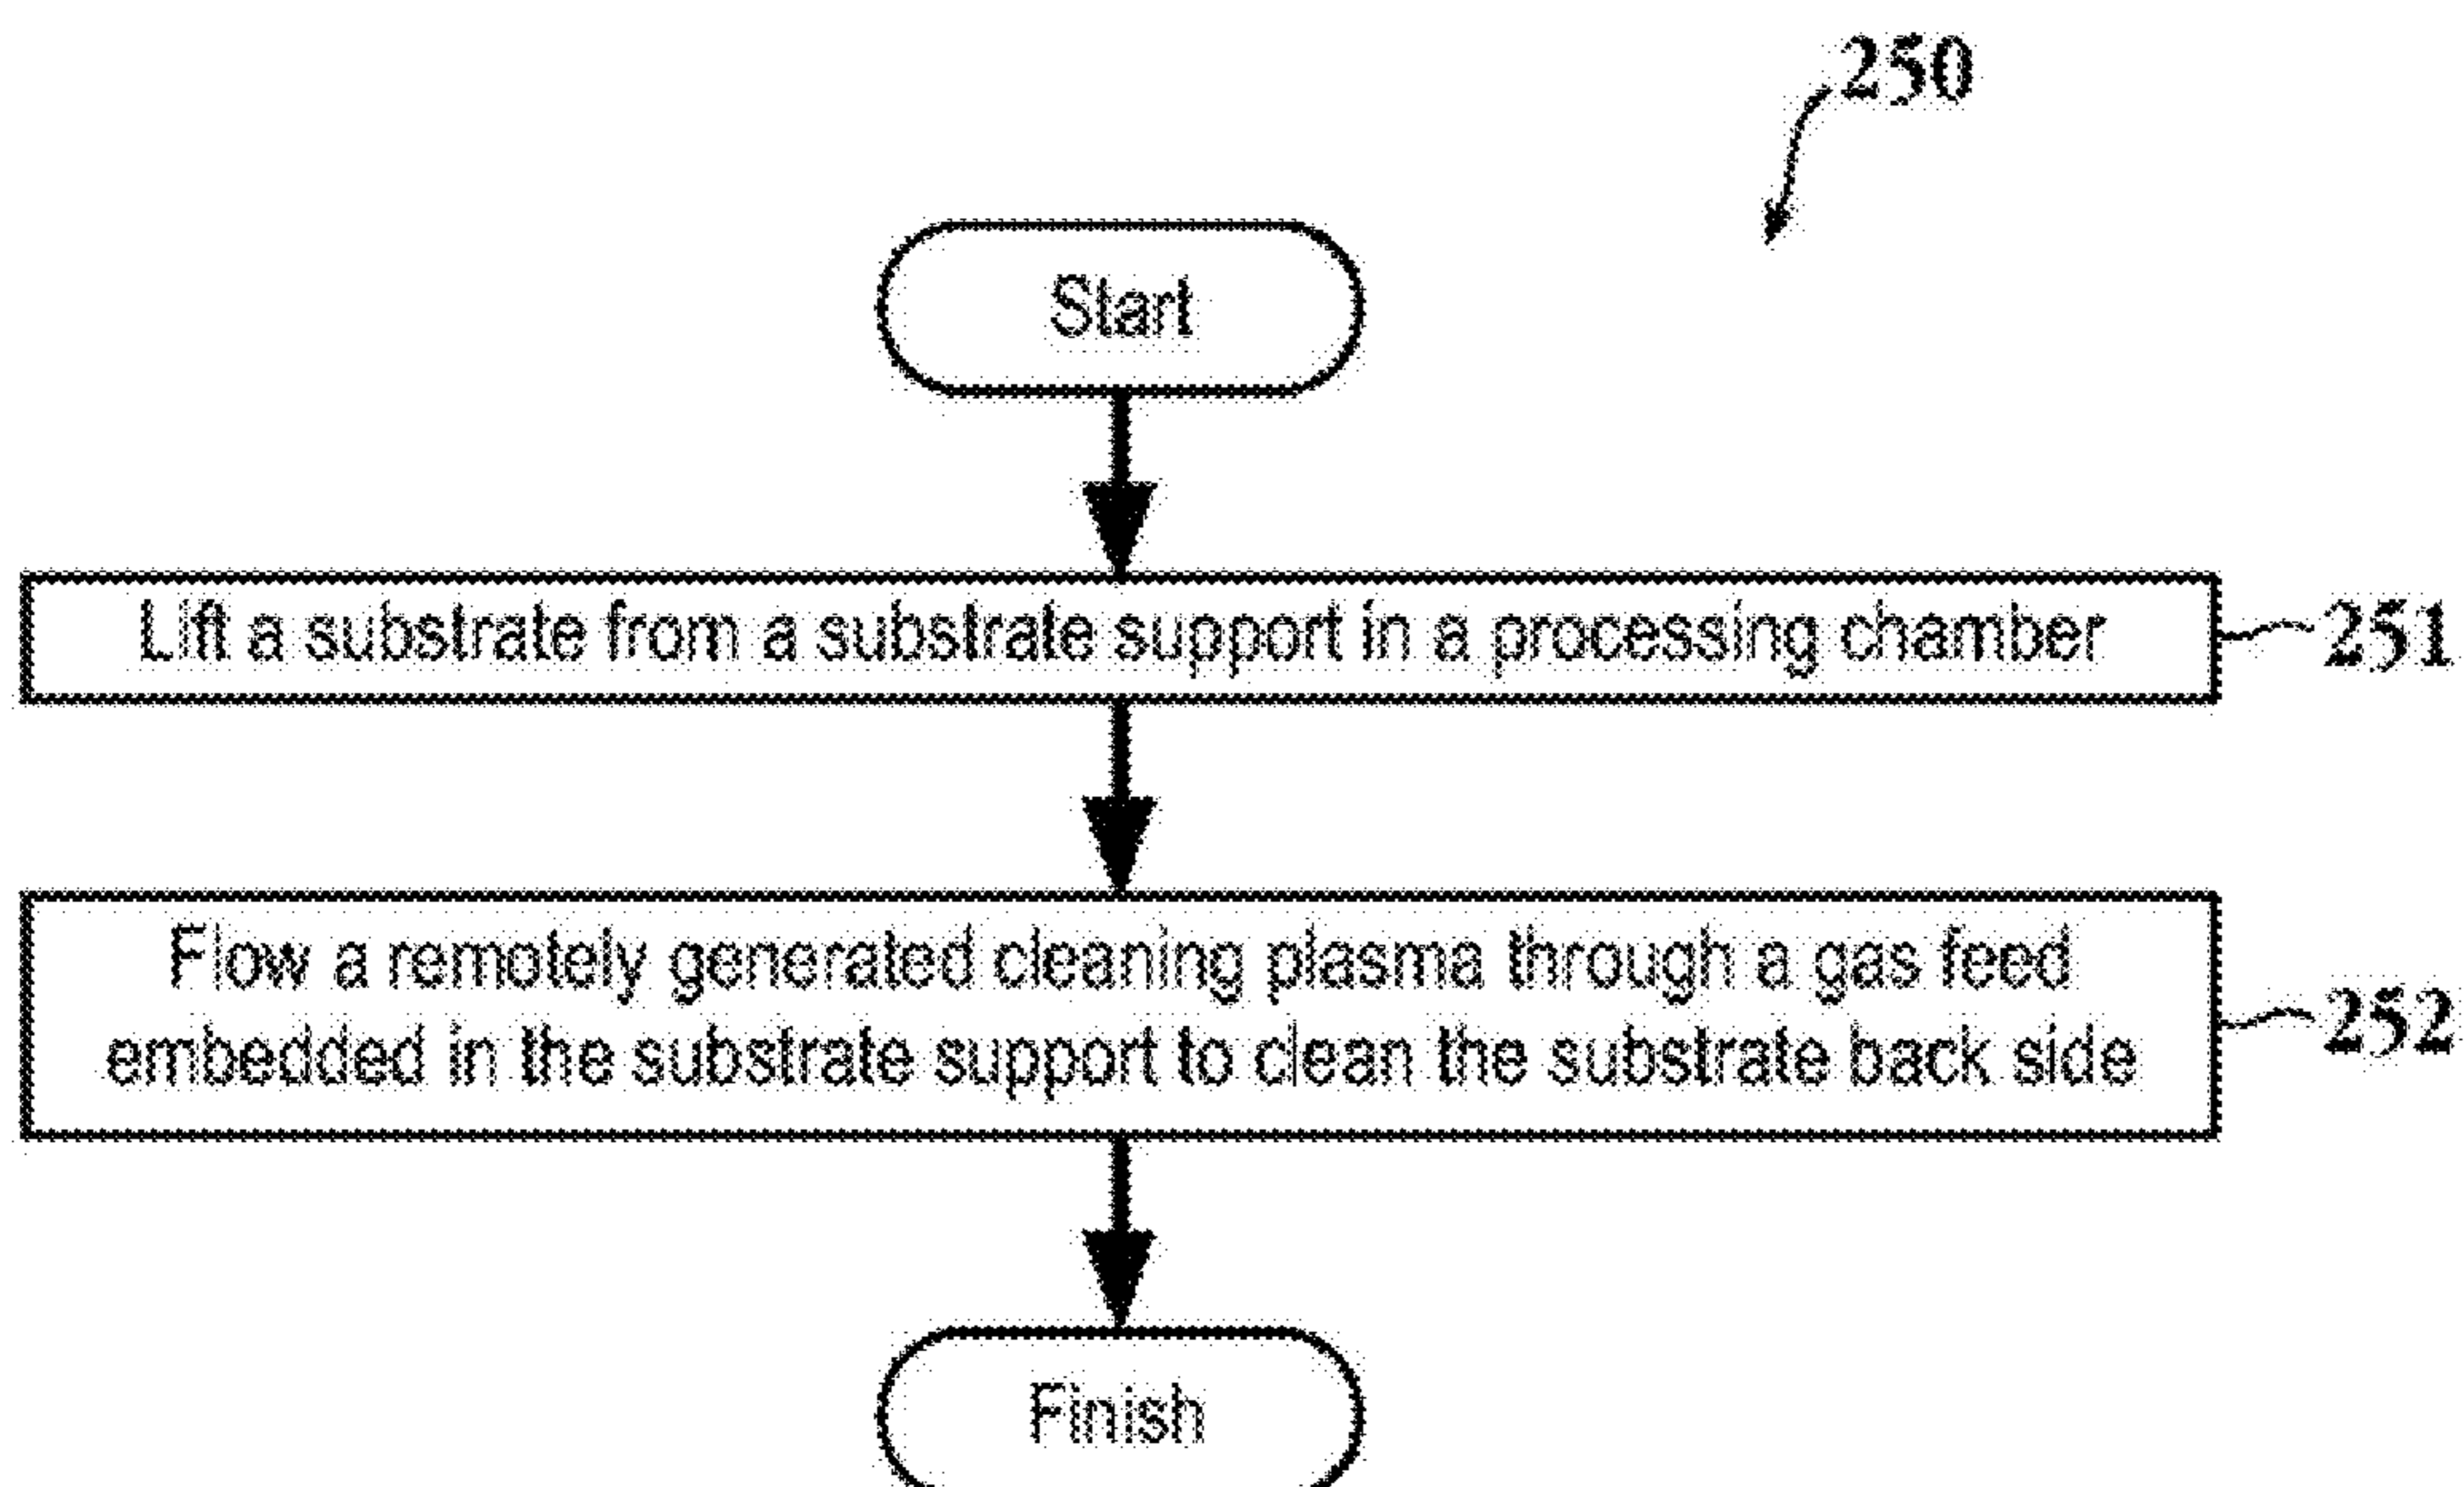 250
Start
Lift a substrate from a substrate support in a processing chamber
251
Flow a remotely generated cleaning plasma through a gas feed
embedded in the substrate support to clean the substrate back side
252
Finish